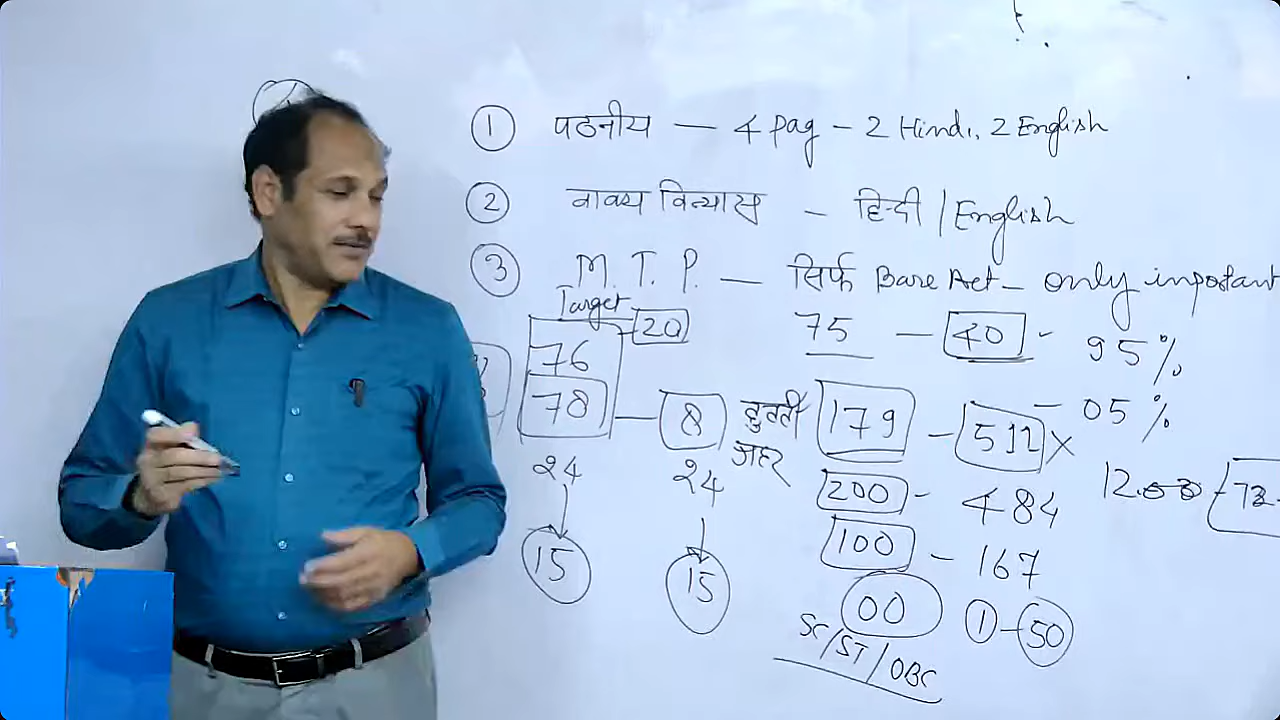 ① पठनीय — 4 Pag – 2 Hindi, 2 English
② वाक्य विन्यास – हिन्दी / English
③ M. T. P. — सिर्फ Bare Act – only inportant
Target
76 – 20
75 – 40 - 95%
78 – 8
179 – 511 x – 05%
24
24
200 - 484
15
15
100 – 167
00 ① – 50
SC/ST/OBC